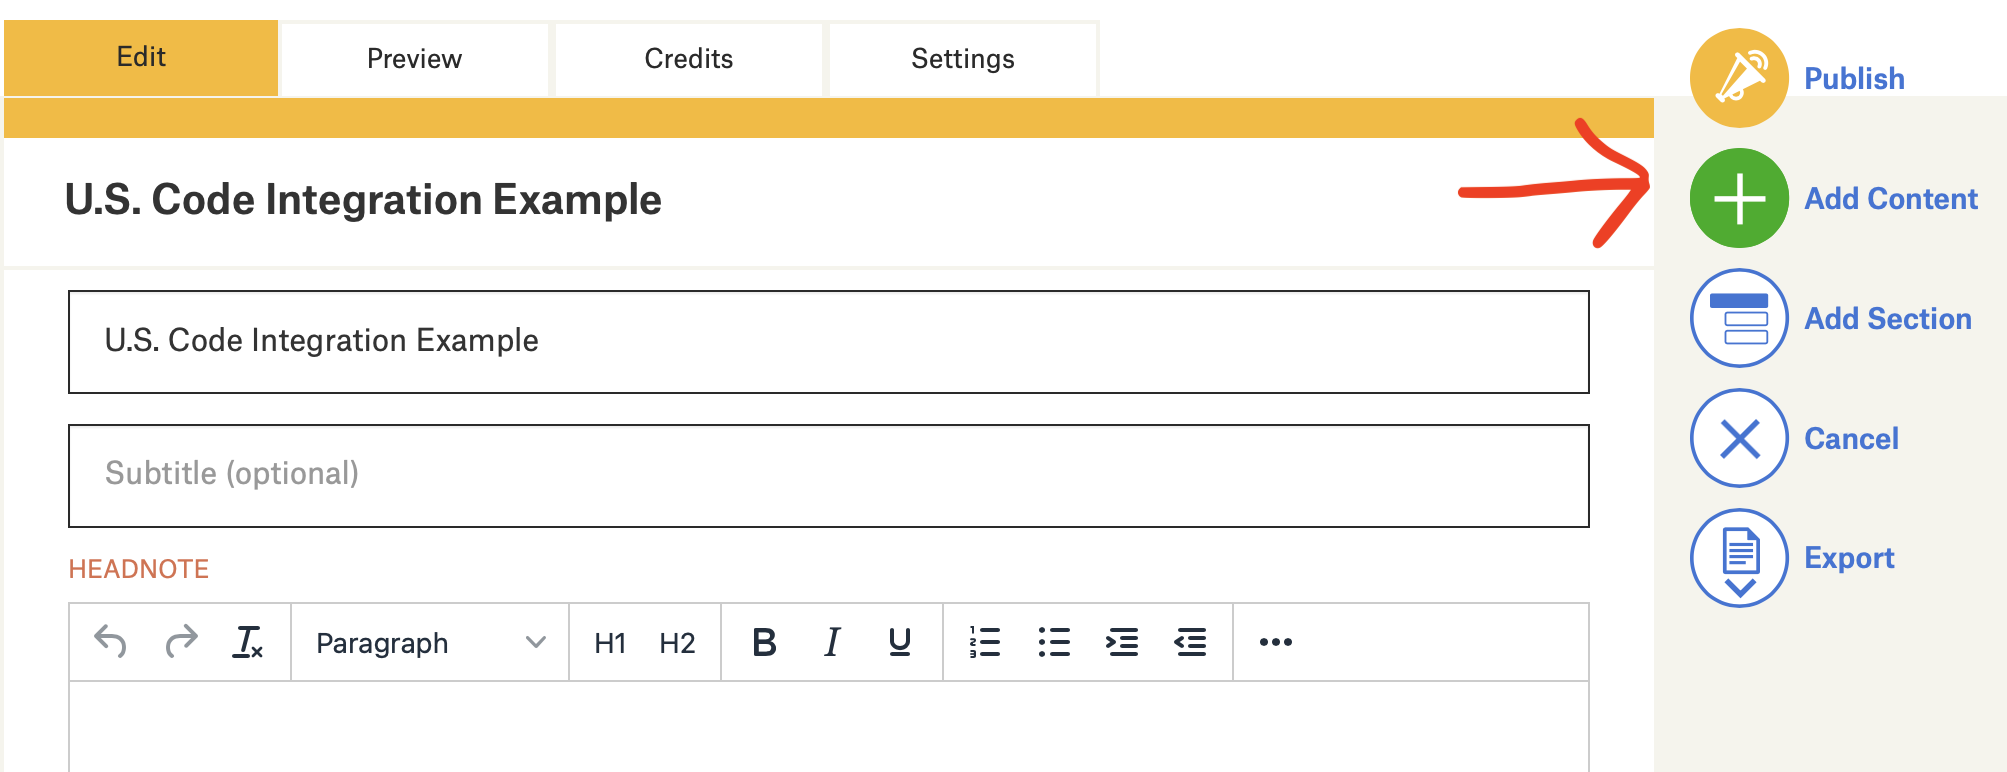 Edit Preview Credits Settings
Publish
U.S. Code Integration Example
Add Content
U.S. Code Integration Example
Add Section
Subtitle (optional)
Cancel
HEADNOTE
Export
Paragraph H1 H2 B I U